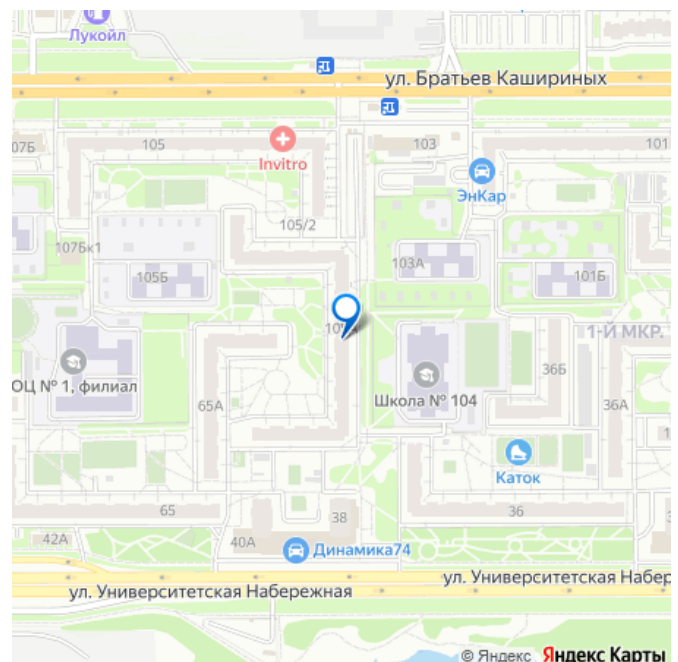 Лукойл
ул. Братьев Кашириных
107Б
105
Invitro
103
101
ЭнКар
105/2
107Бк1
105Б
103А
101Б
1-Й МКР.
ОЦ № 1, филиал
65А
Школа № 104
36Б
36А
Каток
65
38
36
42А
40А
Динамика74
ул. Университетская Набережная
ул. Университетская Набер
© Яндекс Яндекс Карты